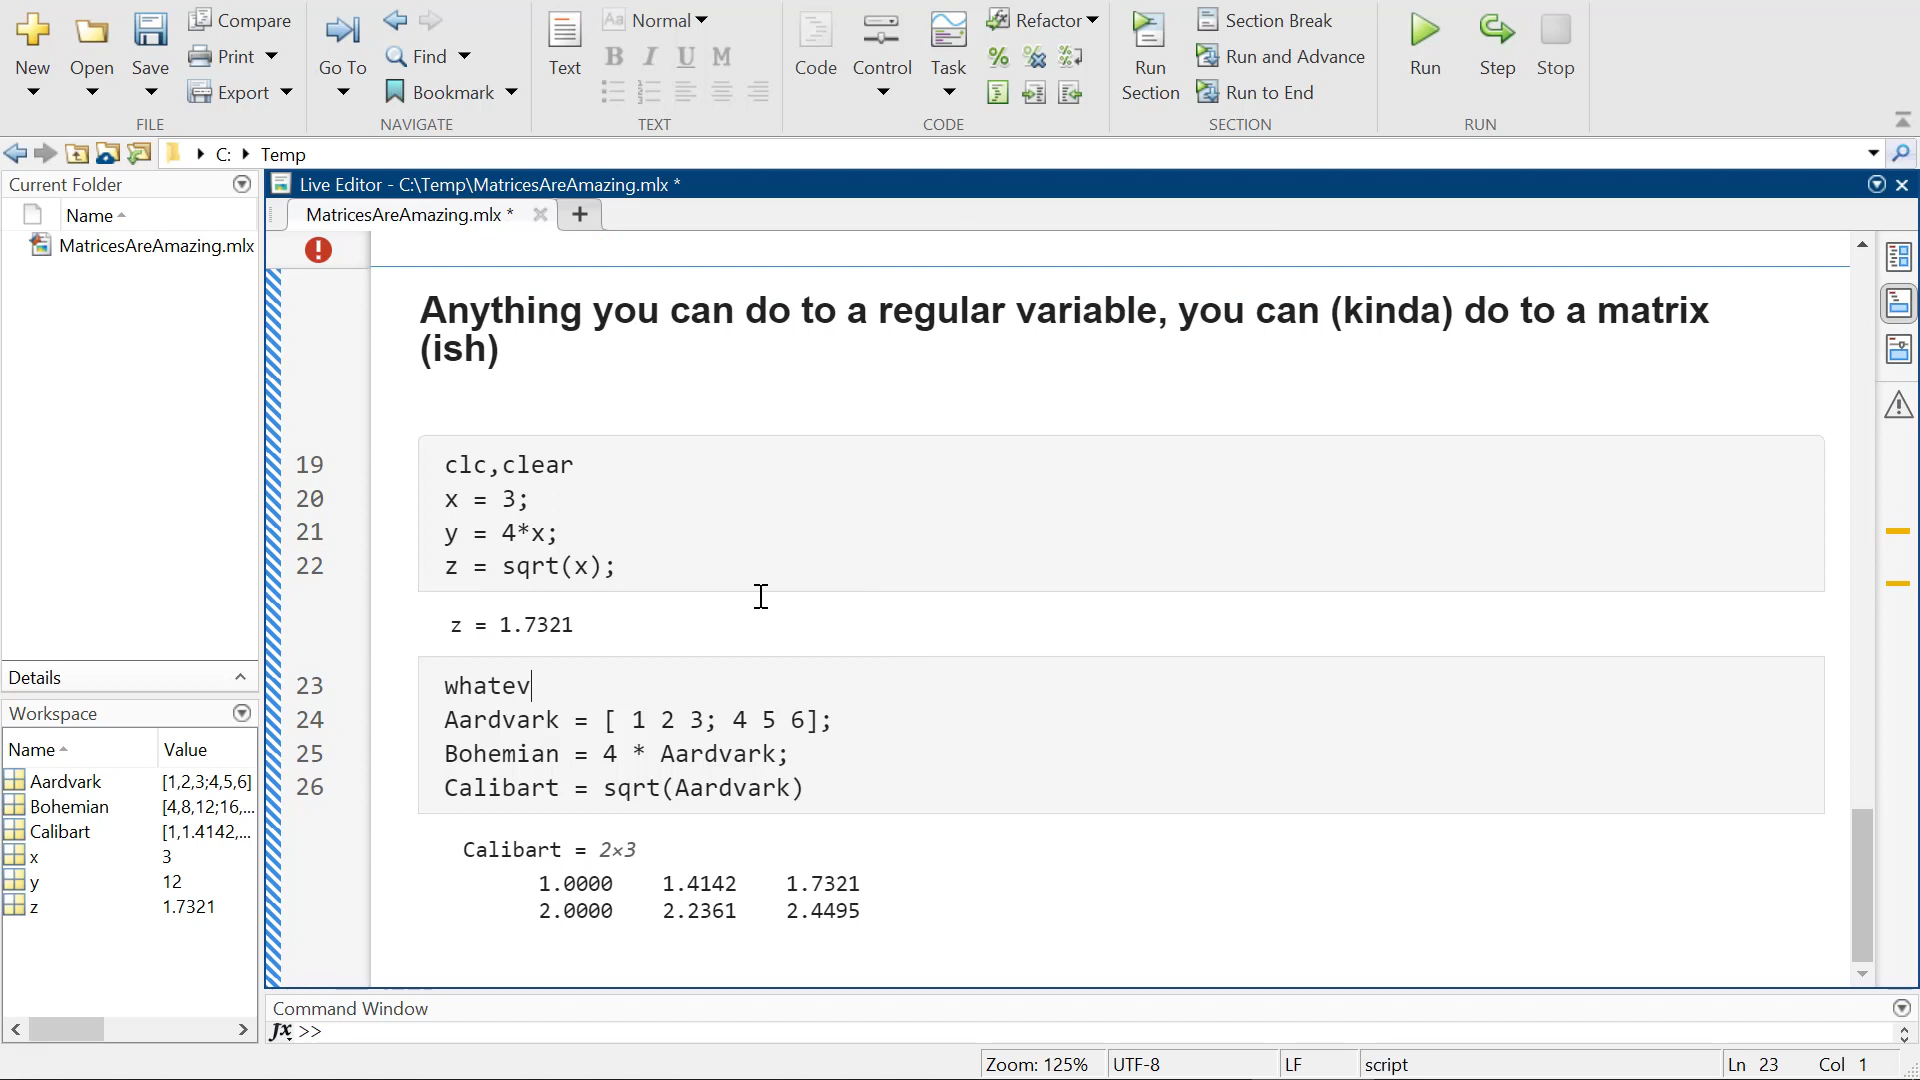 New
Open
Save
Compare
Print
Export
FILE
Go To
Find
Bookmark
NAVIGATE
Text
Aa Normal
B I U M
TEXT
Code
Control
Task
Refactor
CODE
Run Section
Section Break
Run and Advance
Run to End
SECTION
Run
Step
Stop
RUN
C: Temp
Current Folder
Name
MatricesAreAmazing.mlx
Details
Workspace
Name Value
Aardvark [1,2,3;4,5,6]
Bohemian [4,8,12;16,...
Calibart [1,1.4142,...
x 3
y 12
z 1.7321
Live Editor - C:\Temp\MatricesAreAmazing.mlx *
MatricesAreAmazing.mlx *
Anything you can do to a regular variable, you can (kinda) do to a matrix
(ish)
19 clc,clear
20 x = 3;
21 y = 4*x;
22 z = sqrt(x);
z = 1.7321
23 whatev
24 Aardvark = [ 1 2 3; 4 5 6];
25 Bohemian = 4 * Aardvark;
26 Calibart = sqrt(Aardvark)
Calibart = 2×3
1.0000 1.4142 1.7321
2.0000 2.2361 2.4495
Command Window
fx >>
Zoom: 125% UTF-8 LF script Ln 23 Col 1